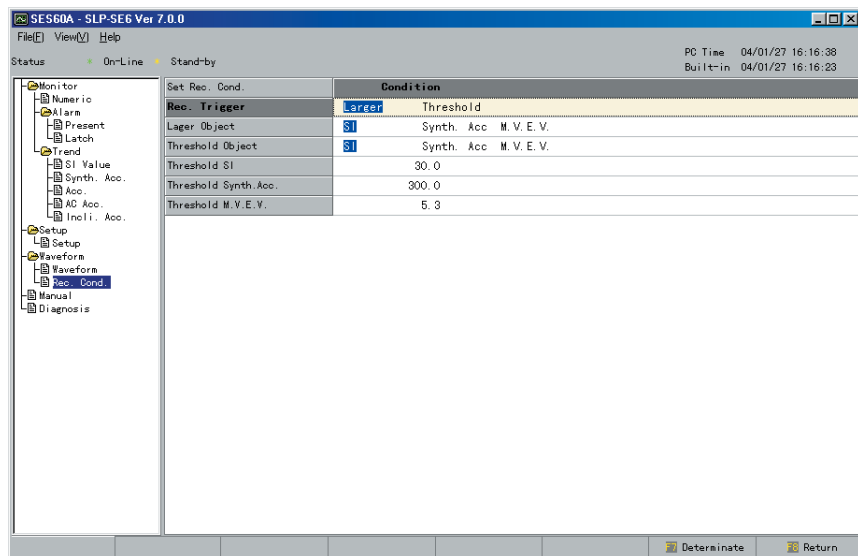 SES60A - SLP-SE6 Ver 7.0.0
File(F) View(V) Help
Status On-Line Stand-by
PC Time 04/01/27 16:16:38
Built-in 04/01/27 16:16:23
Monitor
Numeric
Alarm
Present
Latch
Trend
SI Value
Synth. Acc.
Acc.
AC Acc.
Incli. Acc.
Setup
Setup
Waveform
Waveform
Rec. Cond.
Manual
Diagnosis
Set Rec. Cond. Condition
Rec. Trigger Larger Threshold
Lager Object SI Synth. Acc M.V.E.V.
Threshold Object SI Synth. Acc M.V.E.V.
Threshold SI 30.0
Threshold Synth.Acc. 300.0
Threshold M.V.E.V. 5.3
F7 Determinate F8 Return